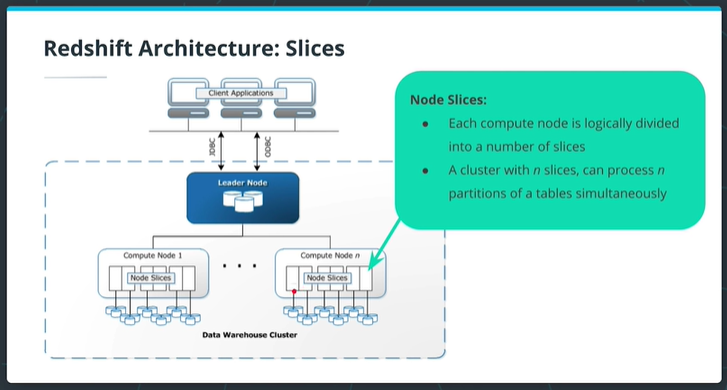 Redshift Architecture: Slices
Client Applications
JDBC
ODBC
Leader Node
Compute Node 1
Node Slices
. . .
Compute Node n
Node Slices
Data Warehouse Cluster
Node Slices:
• Each compute node is logically divided
into a number of slices
• A cluster with n slices, can process n
partitions of a tables simultaneously